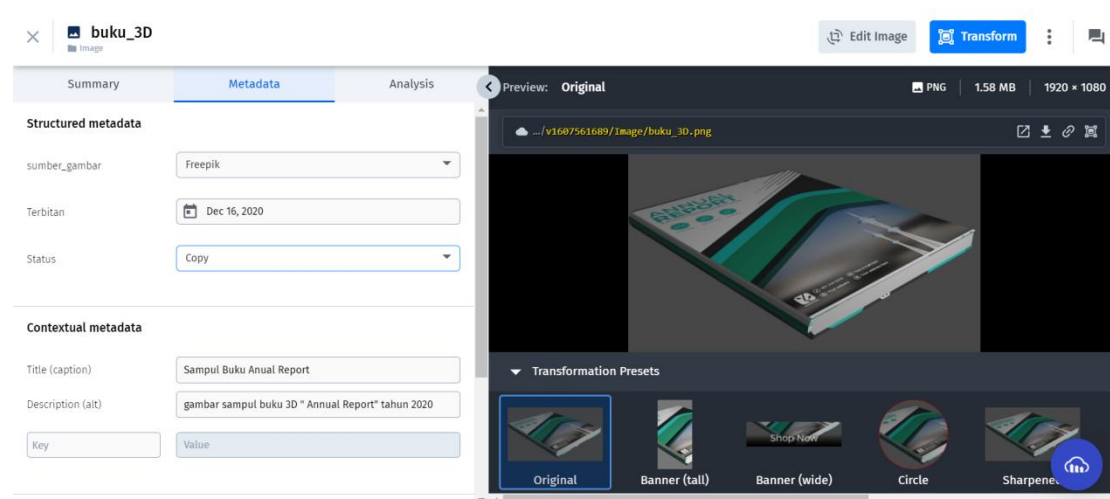 buku_3D
Image
Edit Image
Transform
Summary
Metadata
Analysis
Structured metadata
sumber_gambar
Freepik
Terbitan
Dec 16, 2020
Status
Copy
Contextual metadata
Title (caption)
Sampul Buku Anual Report
Description (alt)
gambar sampul buku 3D " Annual Report" tahun 2020
Key
Value
Preview: Original
PNG
1.58 MB
1920 × 1080
.../v1607561689/Image/buku_3D.png
ANNUAL
REPORT
Transformation Presets
Shop Now
Original
Banner (tall)
Banner (wide)
Circle